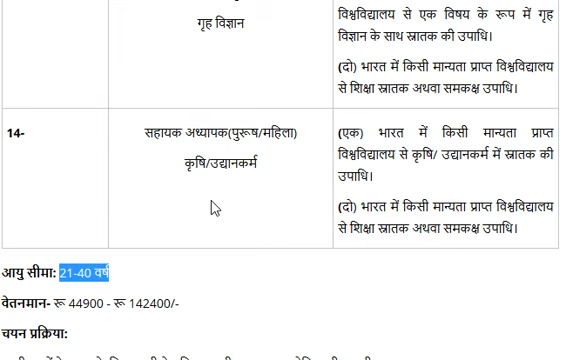 विश्वविद्यालय से एक विषय के रूप में गृह
गृह विज्ञान
विज्ञान के साथ स्नातक की उपाधि।
(दो) भारत में किसी मान्यता प्राप्त विश्वविद्यालय
से शिक्षा स्नातक अथवा समकक्ष उपाधि।
14-
सहायक अध्यापक(पुरूष/महिला)
कृषि/उद्यानकर्म
(एक) भारत में किसी मान्यता प्राप्त
विश्वविद्यालय से कृषि/ उद्यानकर्म में स्नातक की
उपाधि।
(दो) भारत में किसी मान्यता प्राप्त विश्वविद्यालय
से शिक्षा स्नातक अथवा समकक्ष उपाधि।
आयु सीमा: 21-40 वर्ष
वेतनमान- रू 44900 - रू 142400/-
चयन प्रक्रिया: